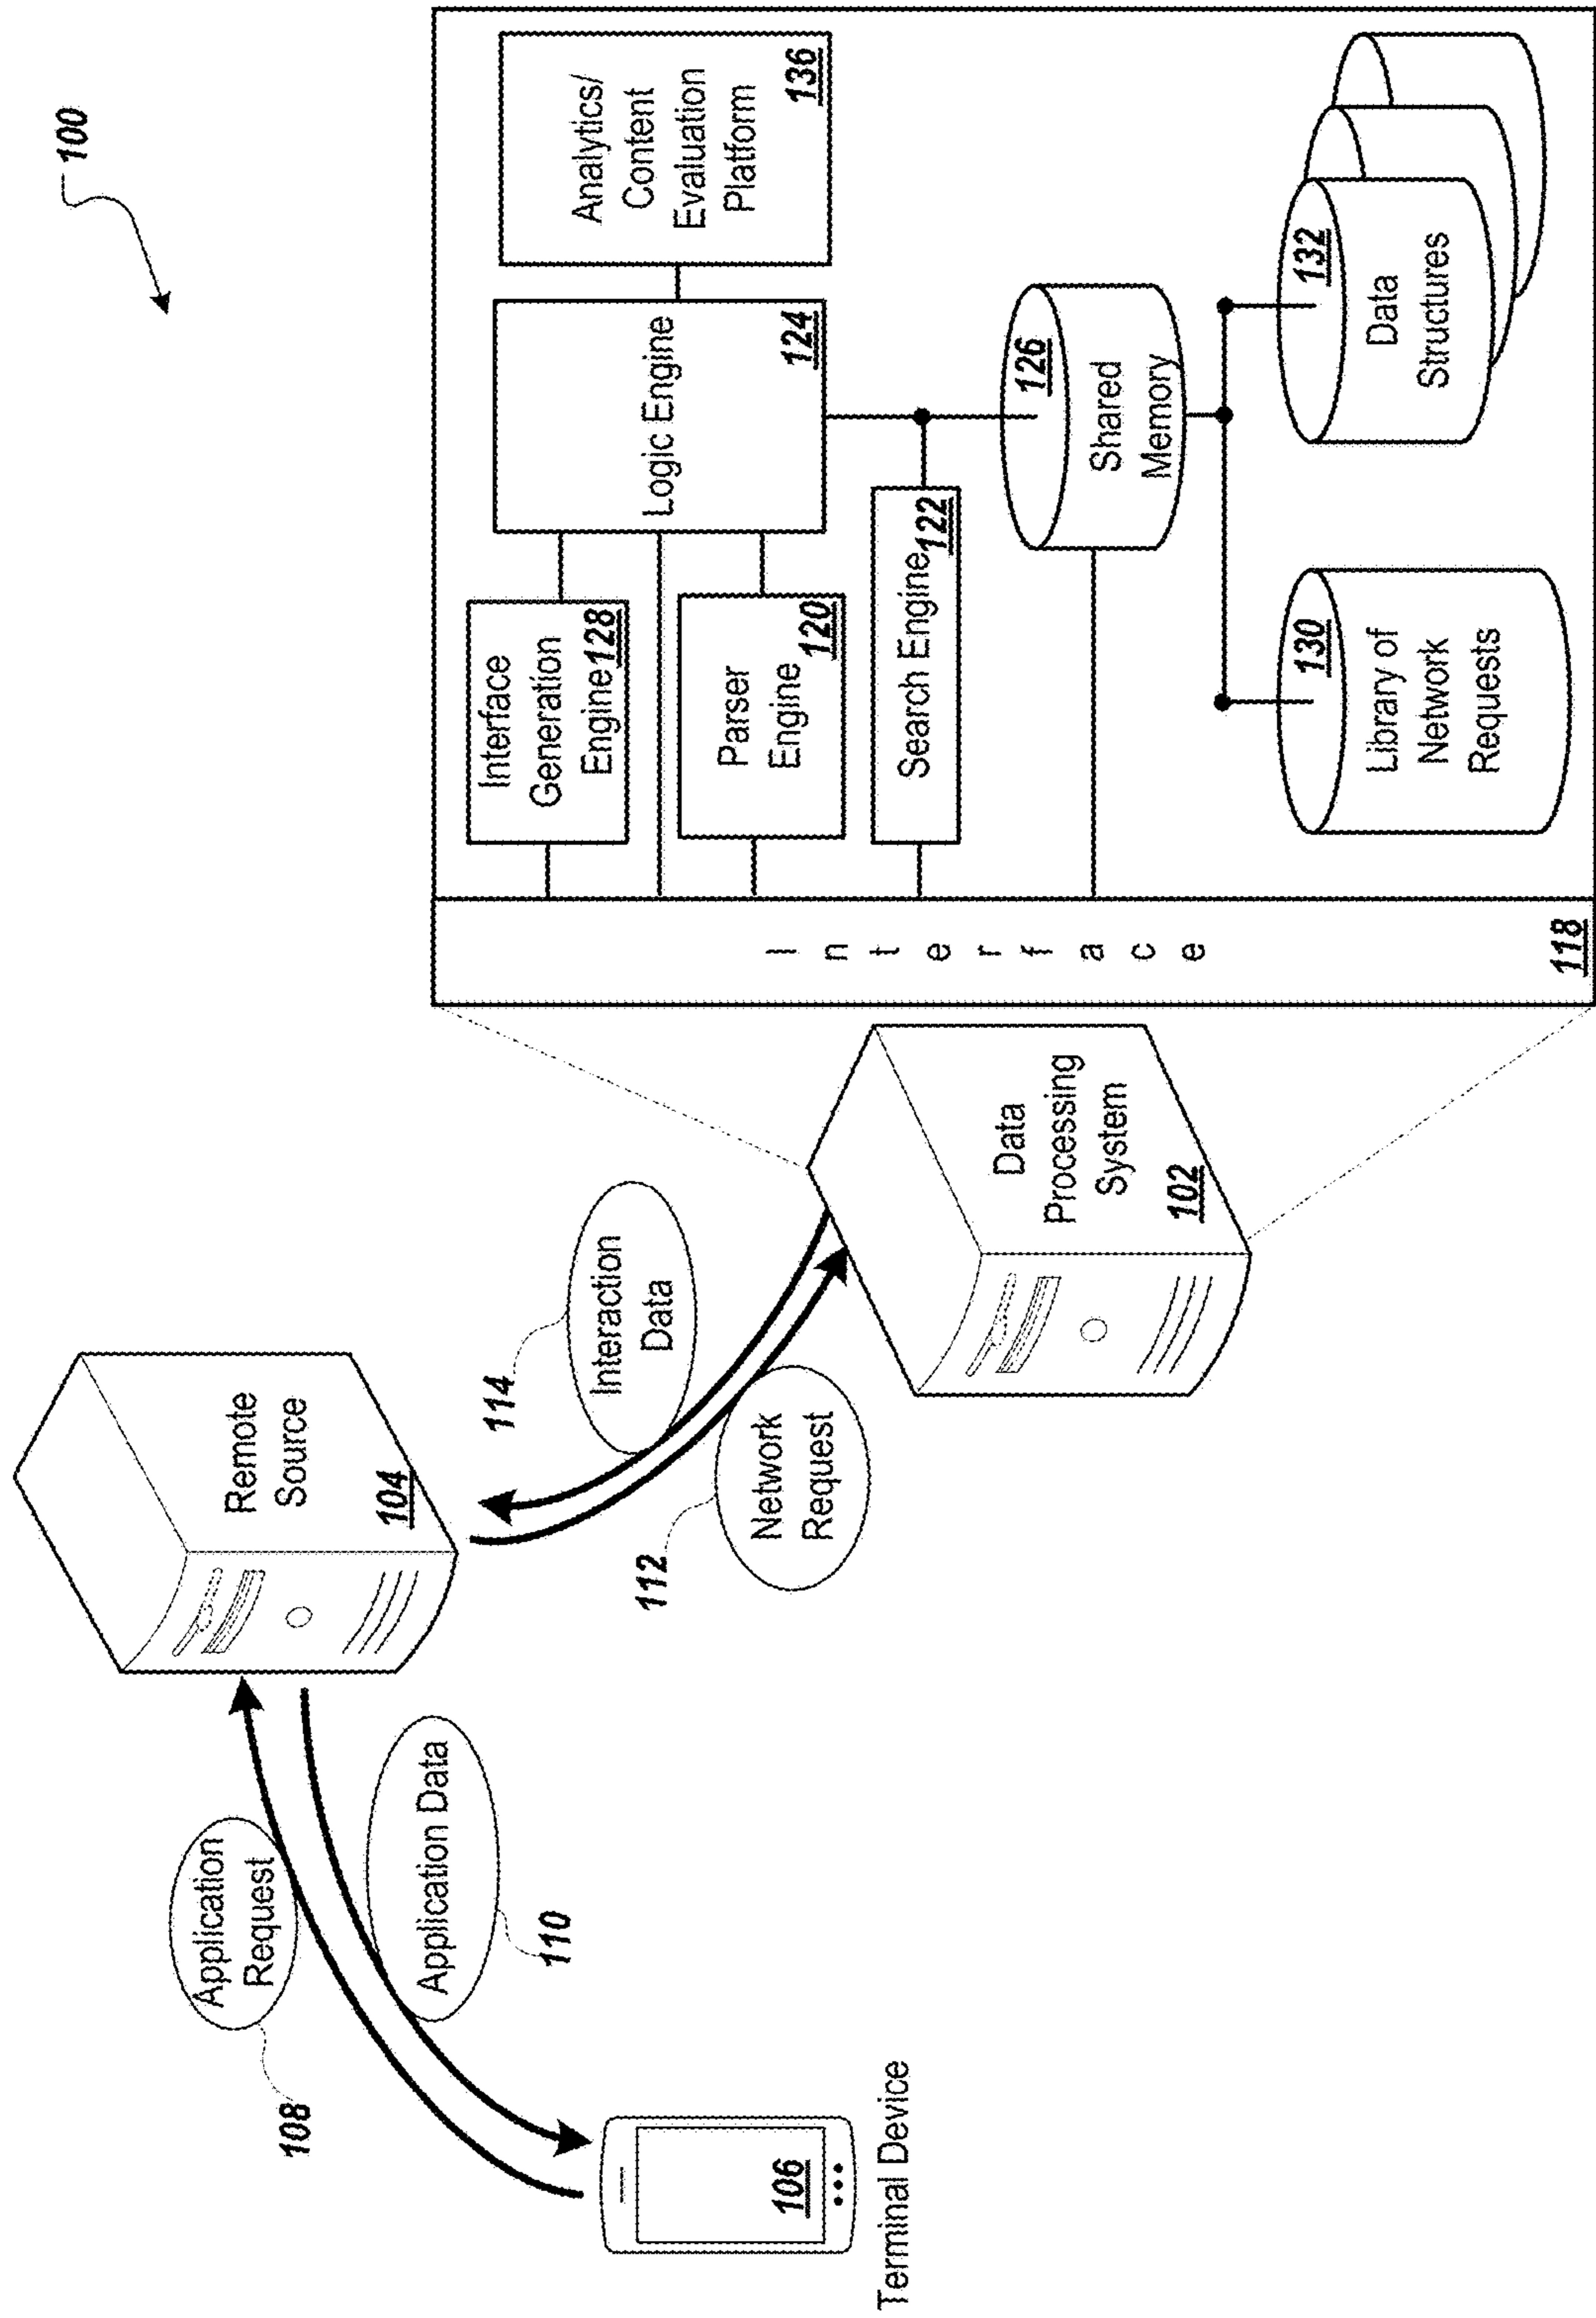 100
Remote
Source
104
Application
Request
108
Application Data
110
106
Terminal Device
114
Interaction
Data
112
Network
Request
Data
Processing
System
102
Interface
118
Interface
Generation
Engine 128
Logic Engine
124
Analytics/
Content
Evaluation
Platform
136
Parser
Engine
120
Search Engine 122
126
Shared
Memory
130
Library of
Network
Requests
132
Data
Structures